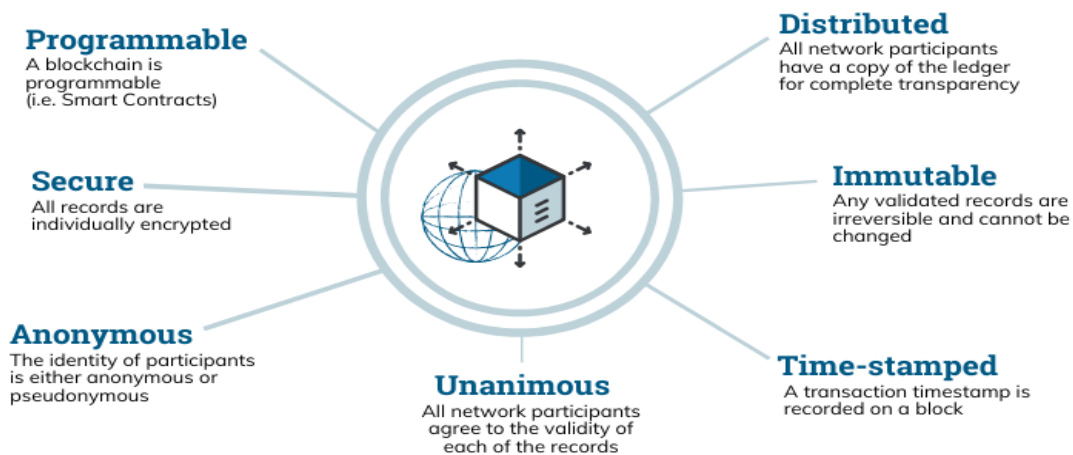 Programmable
A blockchain is
programmable
(i.e. Smart Contracts)
Distributed
All network participants
have a copy of the ledger
for complete transparency
Secure
All records are
individually encrypted
Immutable
Any validated records are
irreversible and cannot be
changed
Anonymous
The identity of participants
is either anonymous or
pseudonymous
Unanimous
All network participants
agree to the validity of
each of the records
Time-stamped
A transaction timestamp is
recorded on a block